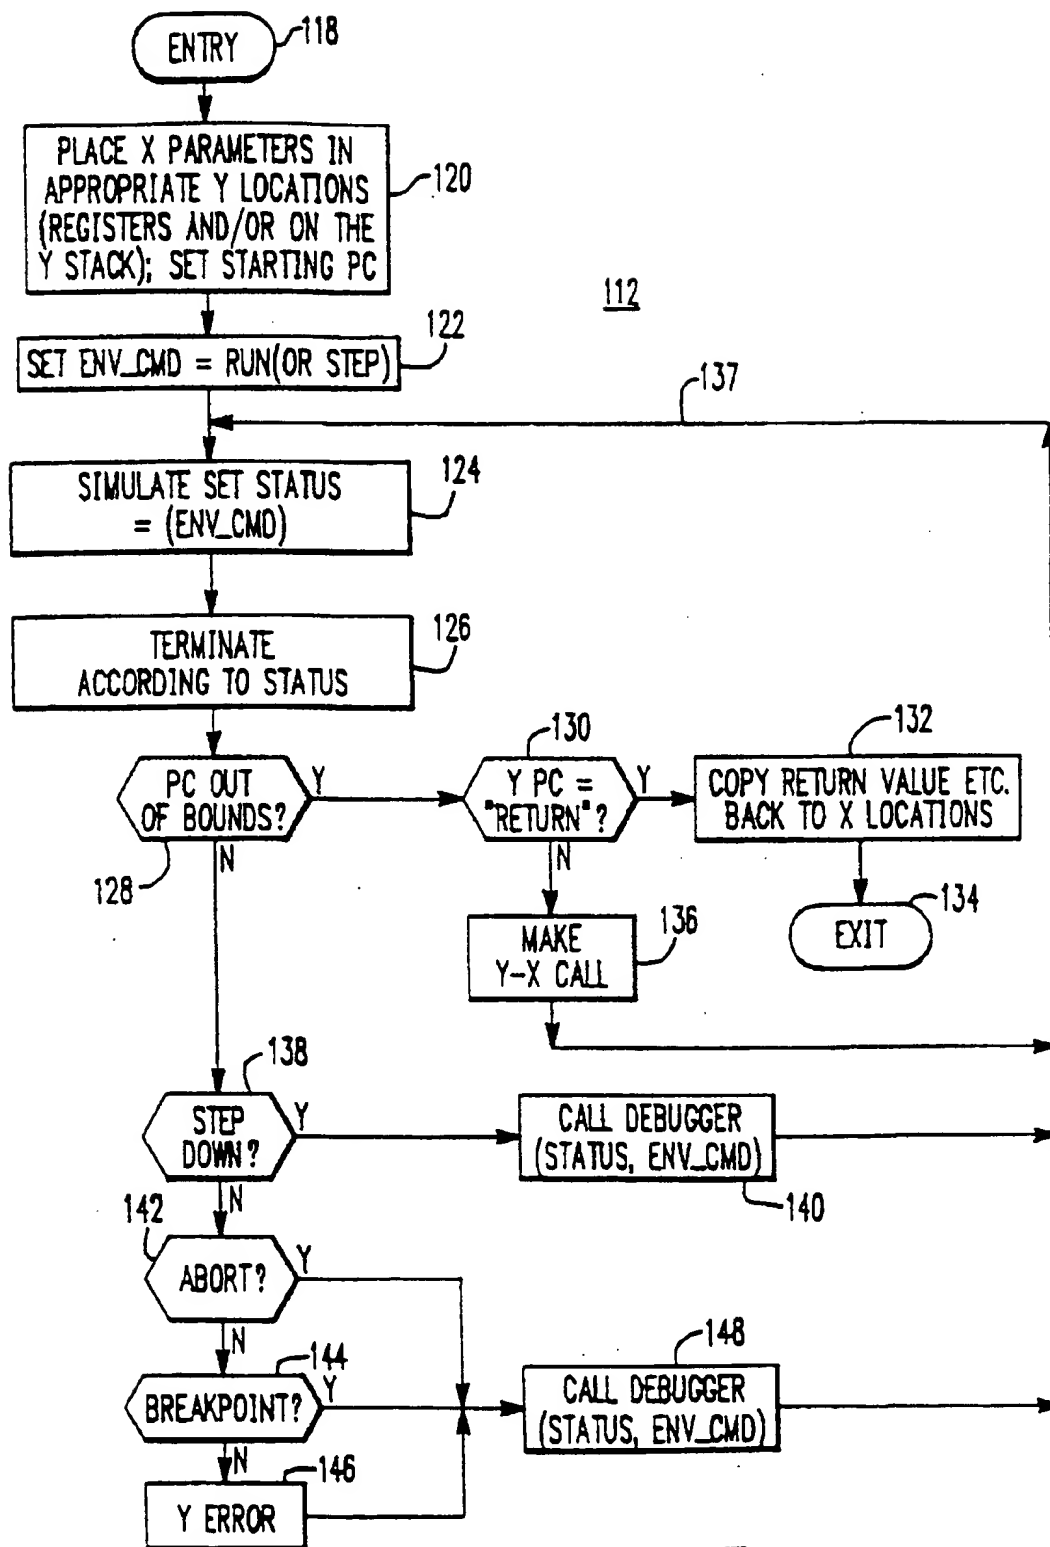 ENTRY
118
PLACE X PARAMETERS IN
APPROPRIATE Y LOCATIONS
(REGISTERS AND/OR ON THE
Y STACK); SET STARTING PC
120
112
SET ENV_CMD = RUN(OR STEP)
122
137
SIMULATE SET STATUS
= (ENV_CMD)
124
TERMINATE
ACCORDING TO STATUS
126
PC OUT
OF BOUNDS?
Y
N
128
130
Y PC =
"RETURN"?
Y
N
132
COPY RETURN VALUE ETC.
BACK TO X LOCATIONS
134
EXIT
136
MAKE
Y-X CALL
138
STEP
DOWN?
Y
N
CALL DEBUGGER
(STATUS, ENV_CMD)
140
142
ABORT?
Y
N
144
BREAKPOINT?
Y
N
146
Y ERROR
148
CALL DEBUGGER
(STATUS, ENV_CMD)